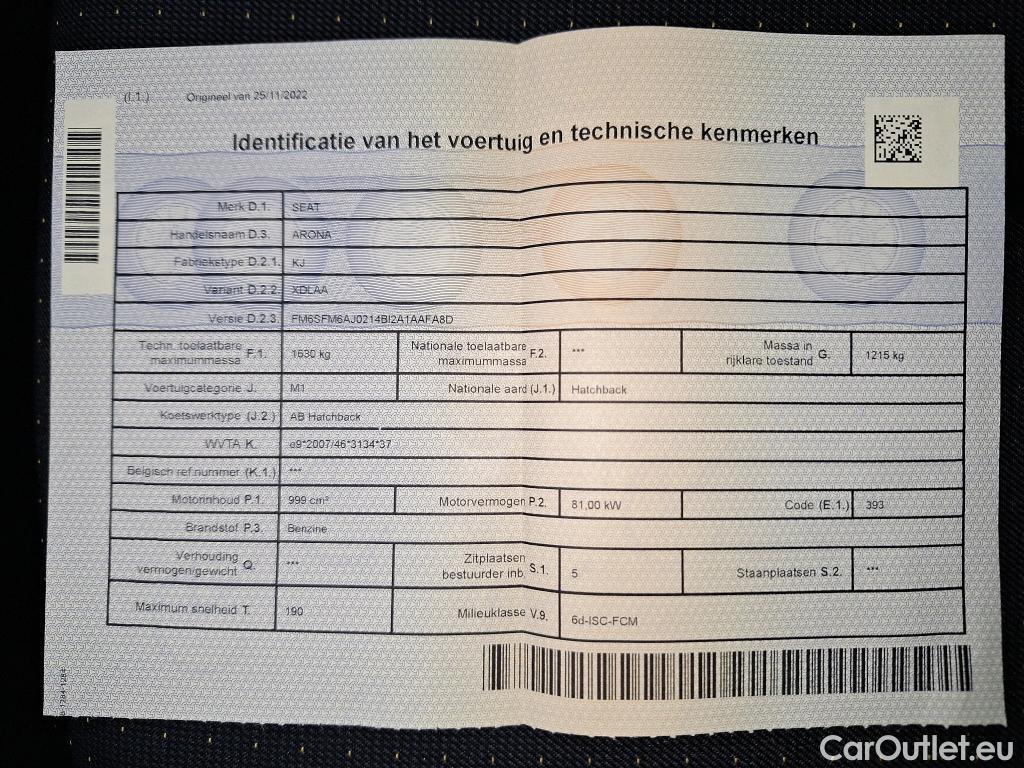 (I.1.) Origineel van 25/11/2022
Identificatie van het voertuig en technische kenmerken
Merk D.1. SEAT
Handelsnaam D.3. ARONA
Fabriekstype D.2.1. KJ
Variant D.2.2. XDLAA
Versie D.2.3. FM6SFM6AJ0214BI2A1AAFA8D
Techn. toelaatbare maximummassa F.1. 1630 kg Nationale toelaatbare maximummassa F.2. *** Massa in rijklare toestand G. 1215 kg
Voertuigcategorie J. M1 Nationale aard (J.1.) Hatchback
Koetswerktype (J.2.) AB Hatchback
WVTA K. e9*2007/46*3134*37
Belgisch ref.nummer (K.1.) ***
Motorinhoud P.1. 999 cm³ Motorvermogen P.2. 81,00 kW Code (E.1.) 393
Brandstof P.3. Benzine
Verhouding vermogen/gewicht Q. *** Zitplaatsen bestuurder inb. S.1. 5 Staanplaatsen S.2. ***
Maximum snelheid T. 190 Milieuklasse V.9. 6d-ISC-FCM
CarOutlet.eu